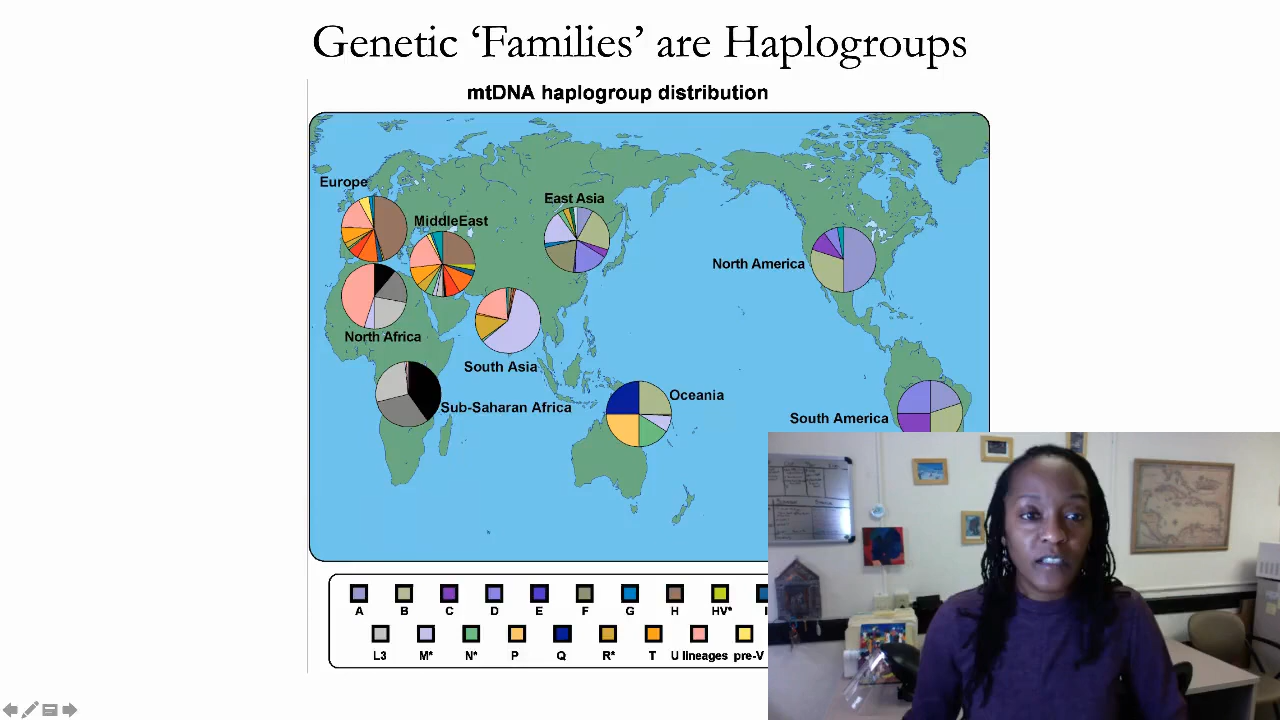 Genetic ‘Families’ are Haplogroups
mtDNA haplogroup distribution
Europe
MiddleEast
East Asia
North America
North Africa
South Asia
Sub-Saharan Africa
Oceania
South America
A B C D E F G H HV*
L3 M* N* P Q R* T U lineages pre-V